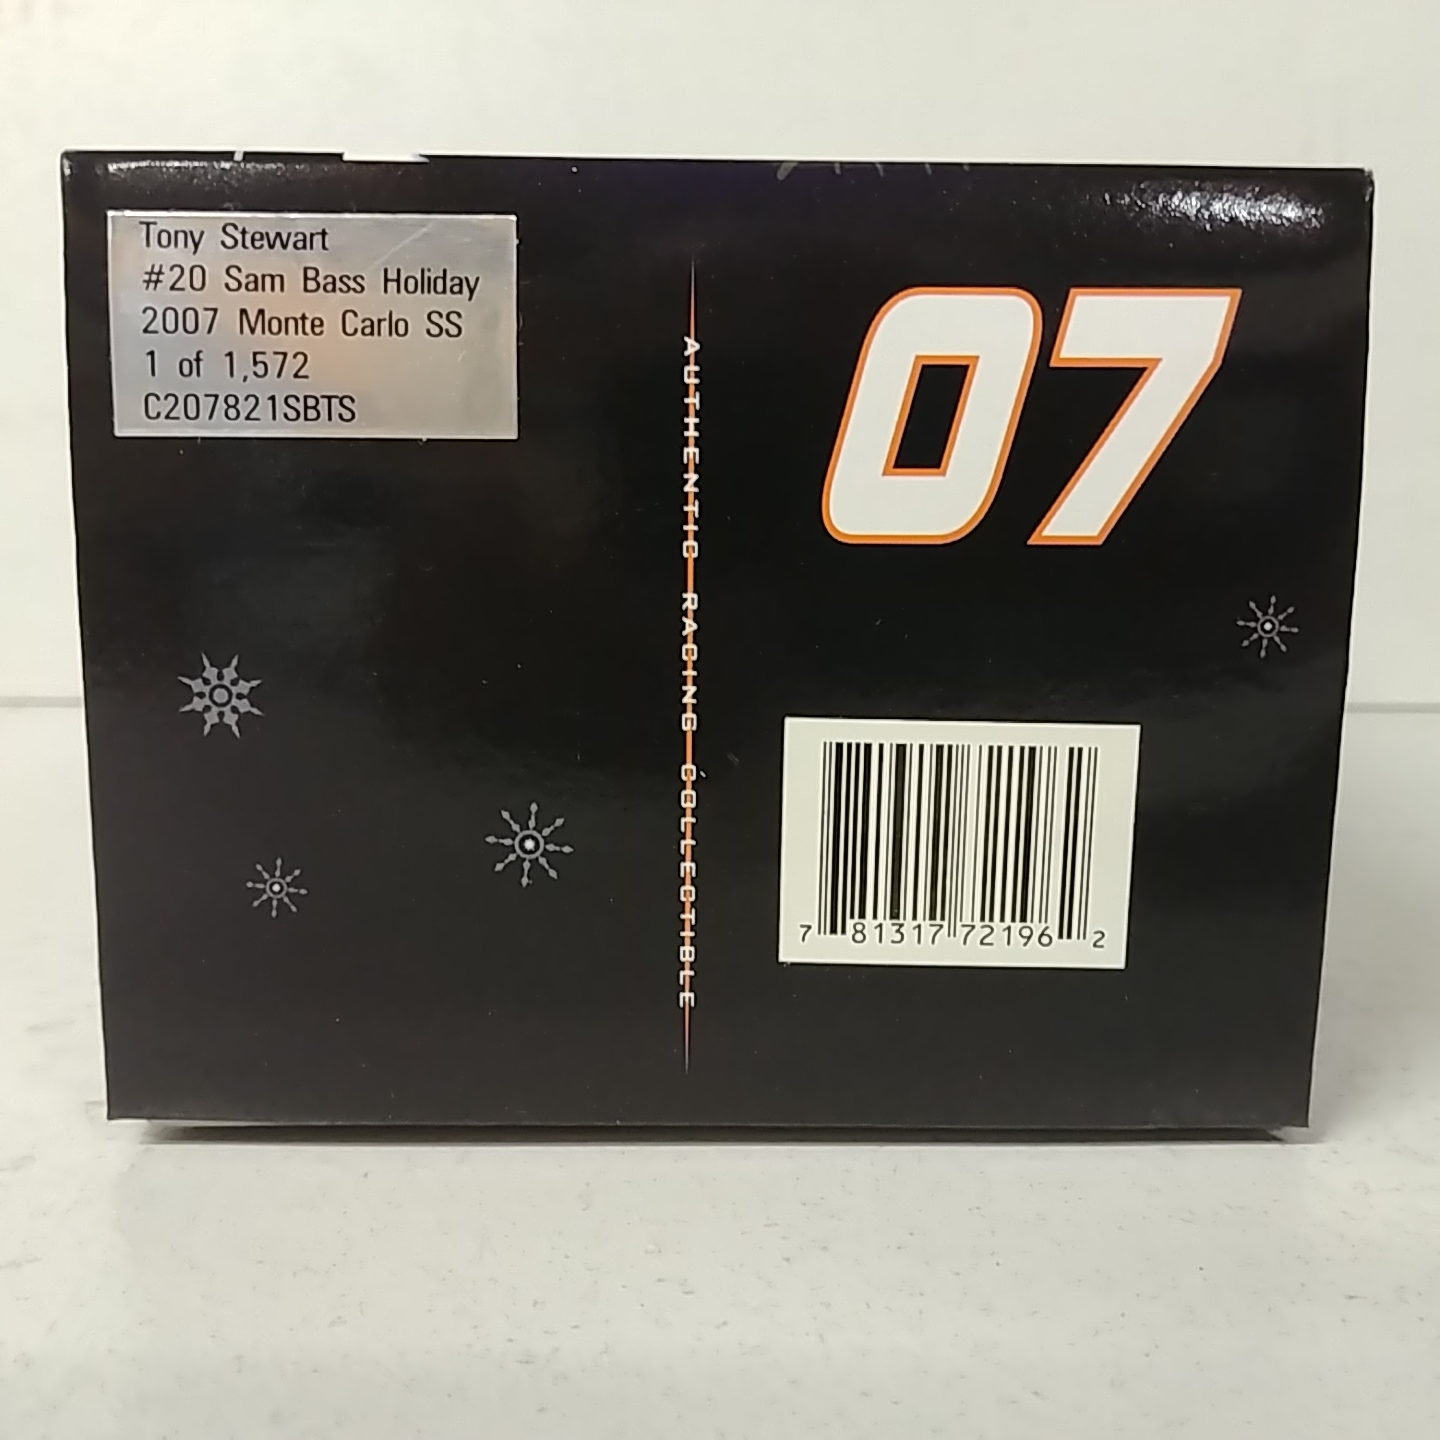 Tony Stewart
#20 Sam Bass Holiday
2007 Monte Carlo SS
1 of 1,572
C207821SBTS
AUTHENTIC RACING COLLECTIBLE
07
7 81317 72196 2